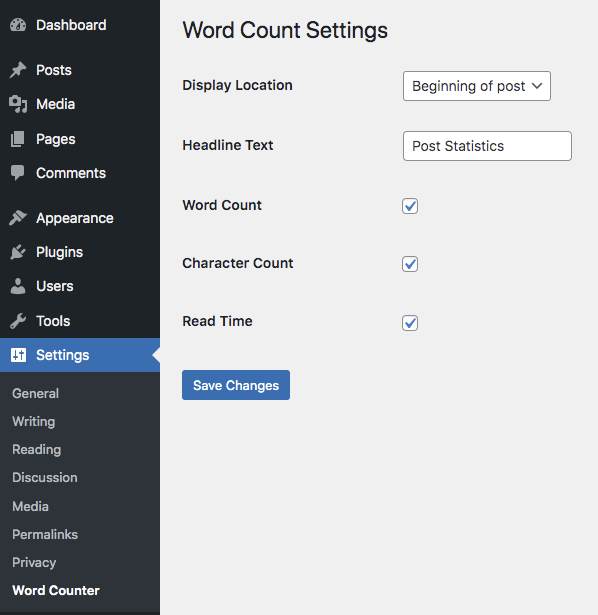 Dashboard
Posts
Media
Pages
Comments
Appearance
Plugins
Users
Tools
Settings
General
Writing
Reading
Discussion
Media
Permalinks
Privacy
Word Counter
Word Count Settings
Display Location
Beginning of post
Headline Text
Post Statistics
Word Count
Character Count
Read Time
Save Changes